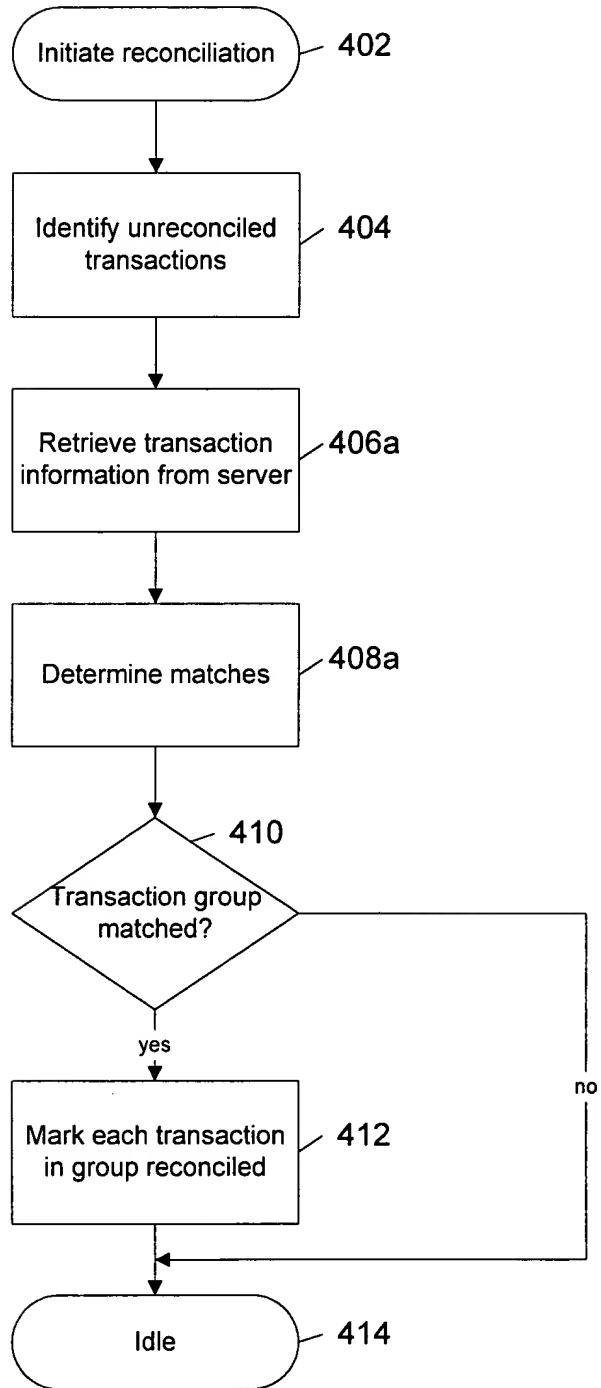 Initiate reconciliation
402
Identify unreconciled
transactions
404
Retrieve transaction
information from server
406a
Determine matches
408a
410
Transaction group
matched?
yes
no
Mark each transaction
in group reconciled
412
Idle
414